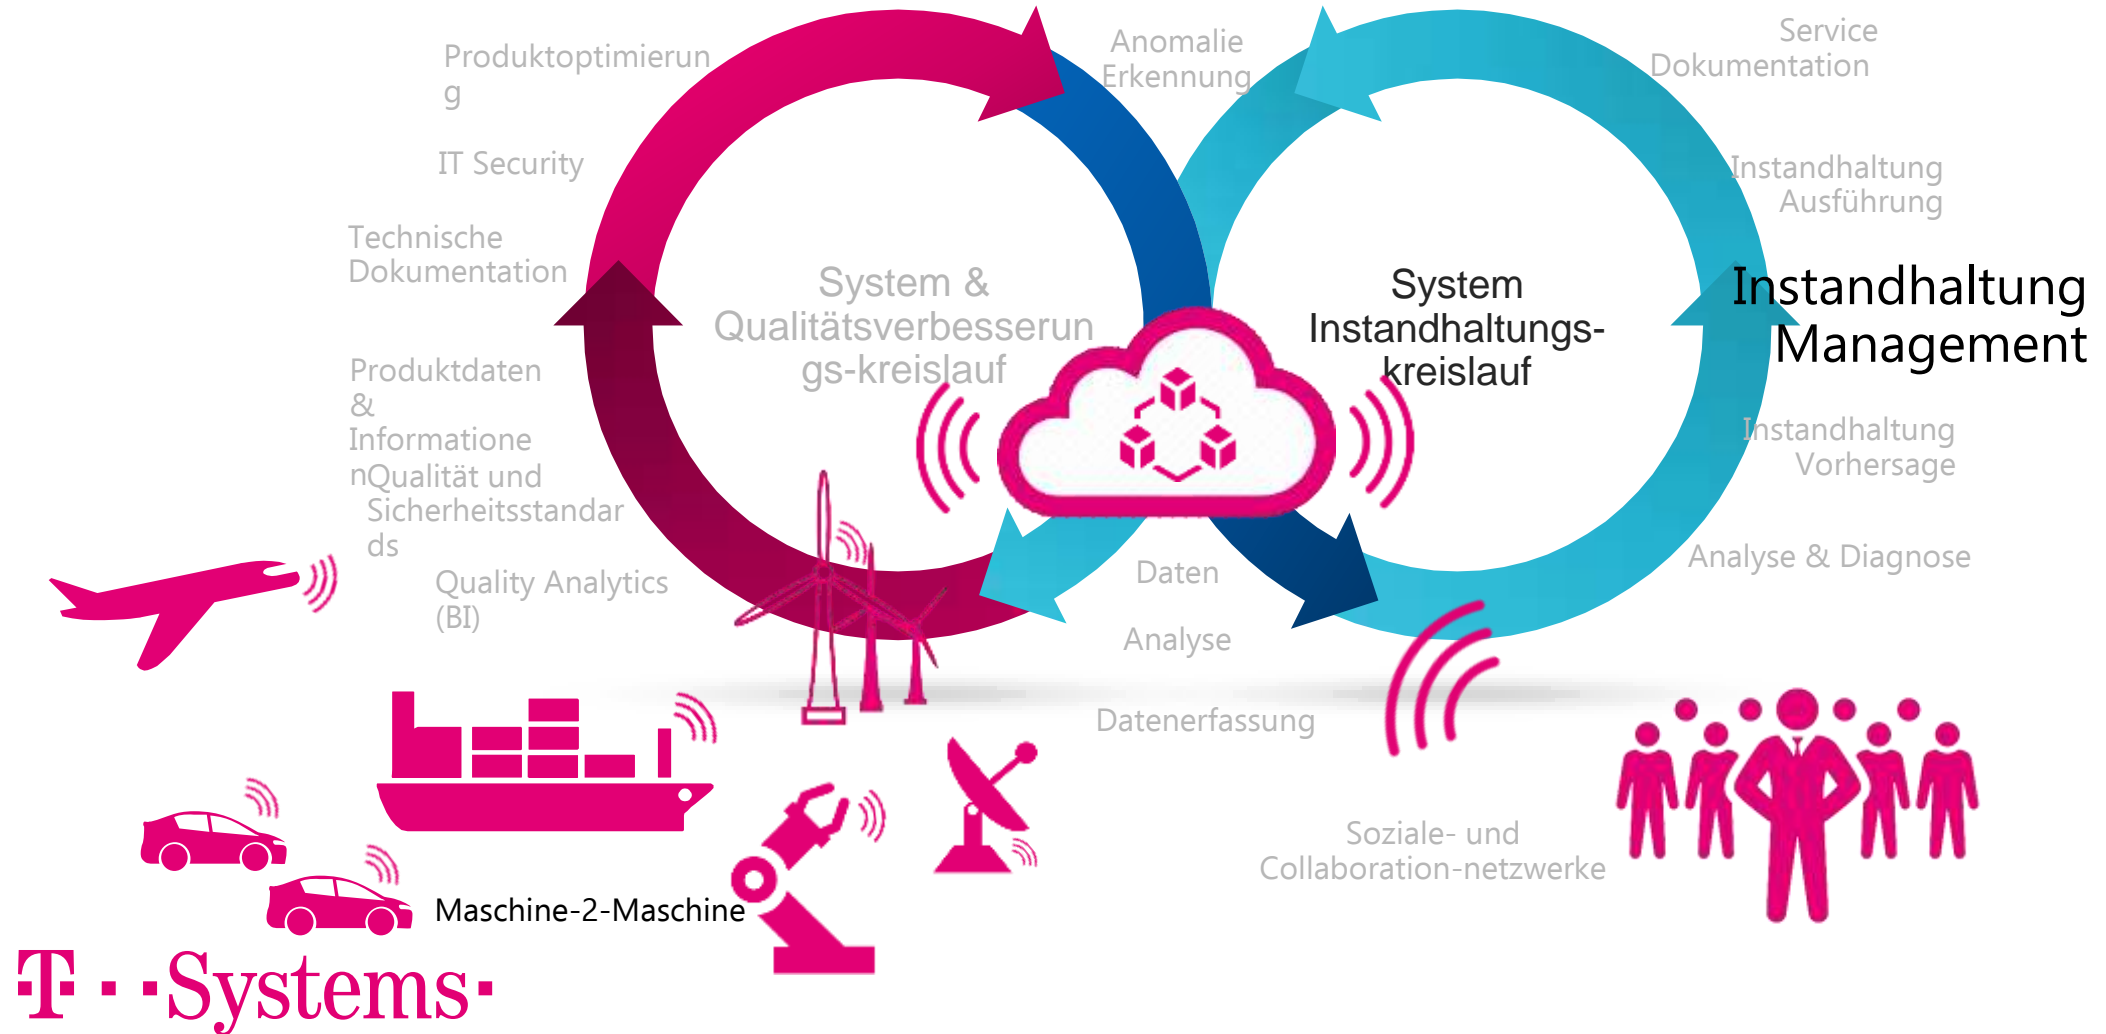 Produktoptimierun
g
IT Security
Technische
Dokumentation
Produktdaten
&
Informatione
n
Qualität und
Sicherheitsstandar
ds
Quality Analytics
(BI)
System &
Qualitätsverbesserun
gs-kreislauf
Anomalie
Erkennung
System
Instandhaltungs-
kreislauf
Service
Dokumentation
Instandhaltung
Ausführung
Instandhaltung
Management
Instandhaltung
Vorhersage
Analyse & Diagnose
Daten
Analyse
Datenerfassung
Soziale- und
Collaboration-netzwerke
Maschine-2-Maschine
T··Systems·